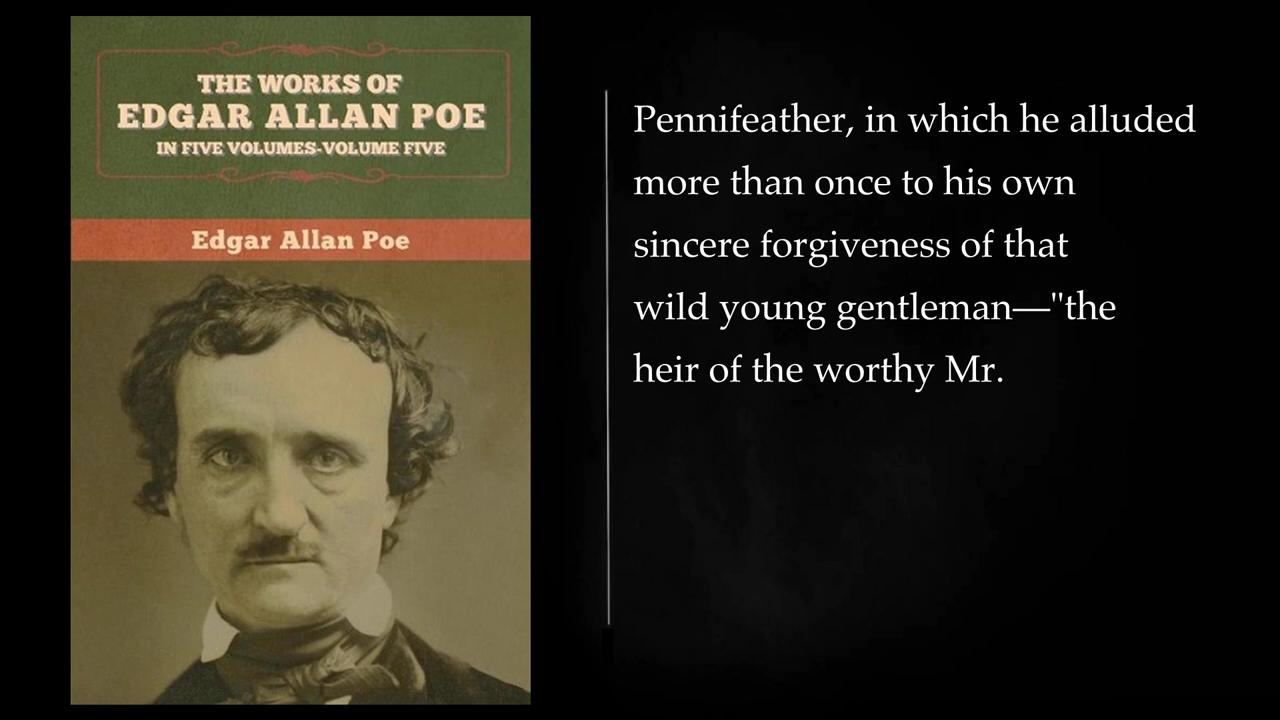 THE WORKS OF
EDGAR ALLAN POE
IN FIVE VOLUMES-VOLUME FIVE
Edgar Allan Poe
Pennifeather, in which he alluded
more than once to his own
sincere forgiveness of that
wild young gentleman—"the
heir of the worthy Mr.